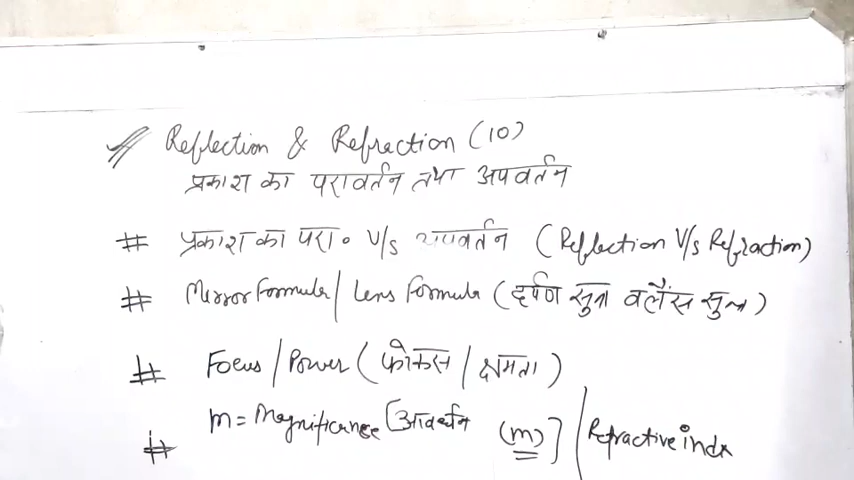 Reflection & Refraction (10)
प्रकाश का परावर्तन तथा अपवर्तन
# प्रकाश का परा० V/s अपवर्तन (Reflection V/s Refraction)
# Mirror Formula / Lens Formula (दर्पण सुत्र व लैंस सुत्र)
# Focus / Power (फोकस / क्षमता)
# m = Magnificance [आवर्धन (m)] / Refractive index